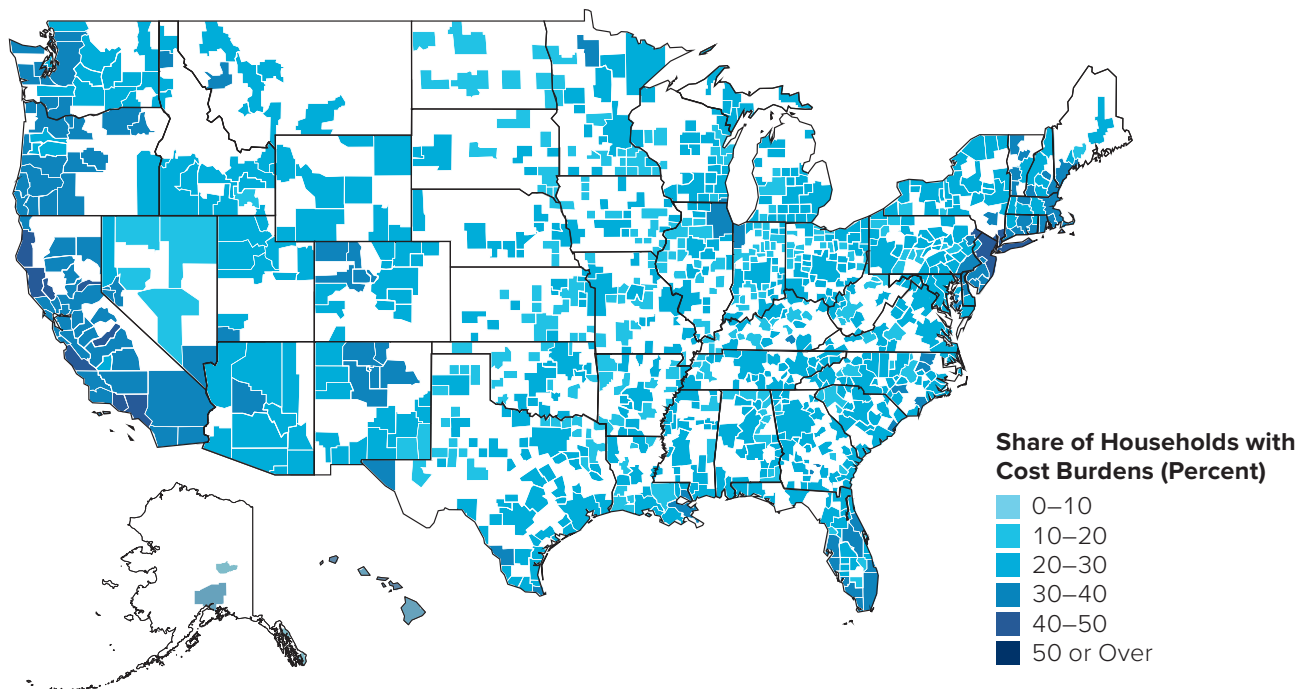 Share of Households with
Cost Burdens (Percent)
0–10
10–20
20–30
30–40
40–50
50 or Over